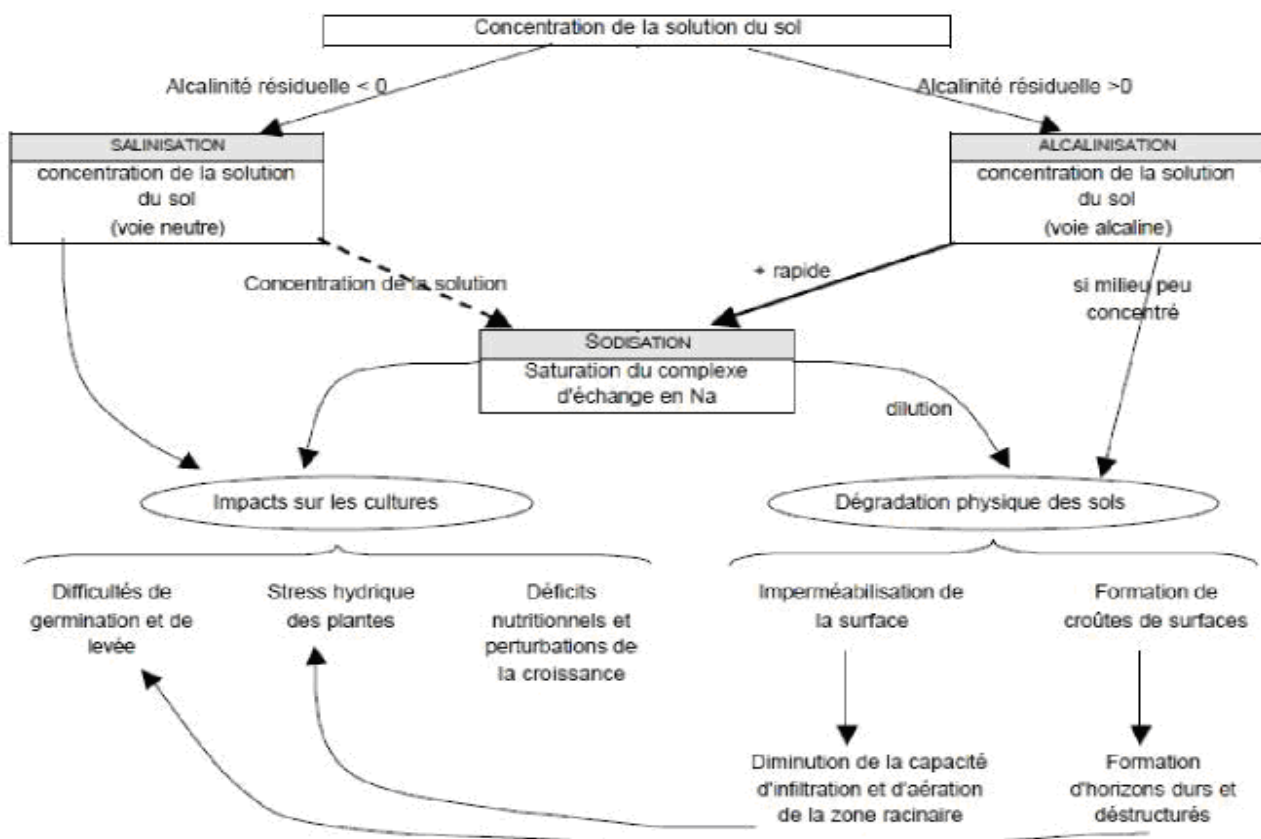 Concentration de la solution du sol
Alcalinité résiduelle < 0
Alcalinité résiduelle >0
SALINISATION
concentration de la solution
du sol
(voie neutre)
ALCALINISATION
concentration de la solution
du sol
(voie alcaline)
Concentration de la solution
+ rapide
si milieu peu
concentré
SODISATION
Saturation du complexe
d'échange en Na
dilution
Impacts sur les cultures
Dégradation physique des sols
Difficultés de
germination et de
levée
Stress hydrique
des plantes
Déficits
nutritionnels et
perturbations de
la croissance
Imperméabilisation de
la surface
Formation de
croûtes de surfaces
Diminution de la capacité
d'infiltration et d'aération
de la zone racinaire
Formation
d'horizons durs et
déstructurés